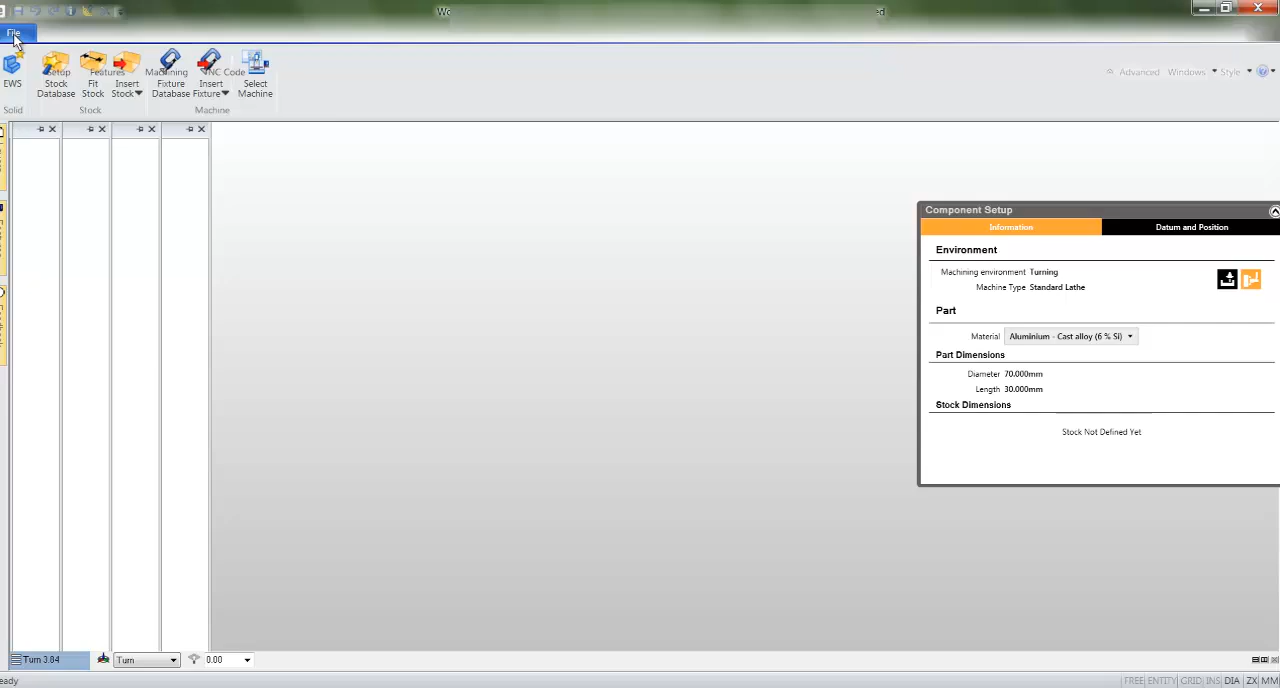 Wo
ed
File
Setup Features Machining NC Code
EWS
Stock Database
Fit Stock
Insert Stock
Fixture Database
Insert Fixture
Select Machine
Solid Stock Machine
Advanced Windows Style
Component Setup
Information Datum and Position
Environment
Machining environment Turning
Machine Type Standard Lathe
Part
Material Aluminium - Cast alloy (6 % Si)
Part Dimensions
Diameter 70.000mm
Length 30.000mm
Stock Dimensions
Stock Not Defined Yet
Turn 3.84 Turn 0.00
eady FREE ENTITY GRID INS DIA ZX MM